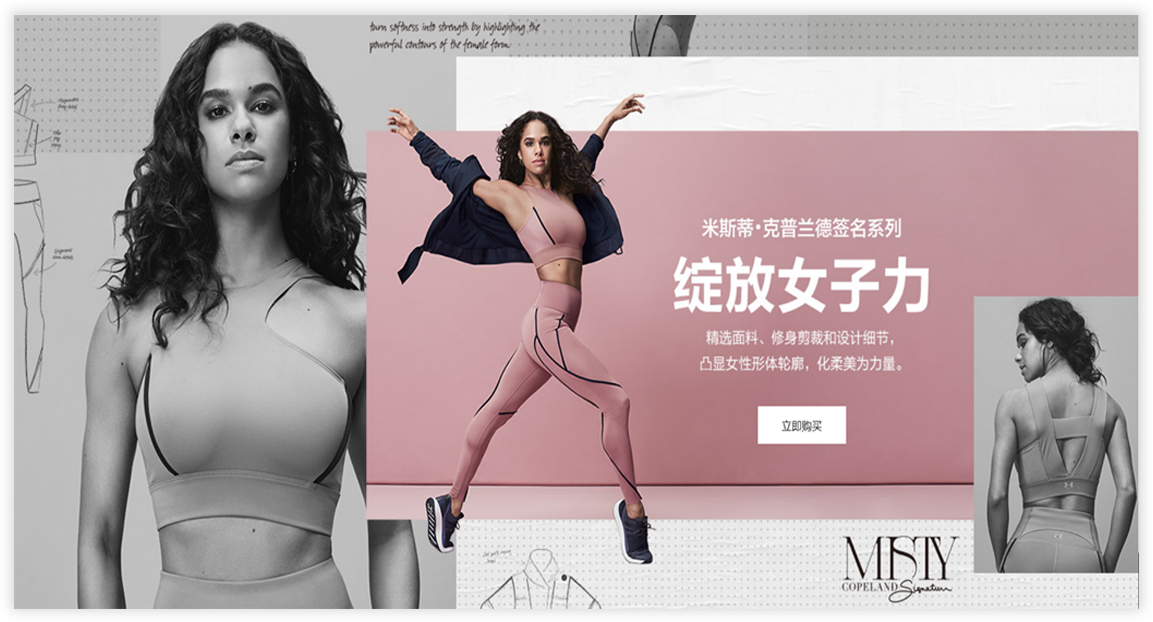 turn softness into strength by highlighting the
powerful contours of the female form.
米斯蒂·克普兰德签名系列
绽放女子力
精选面料、修身剪裁和设计细节，
凸显女性形体轮廓，化柔美为力量。
立即购买
MISTY
COPELAND Signature